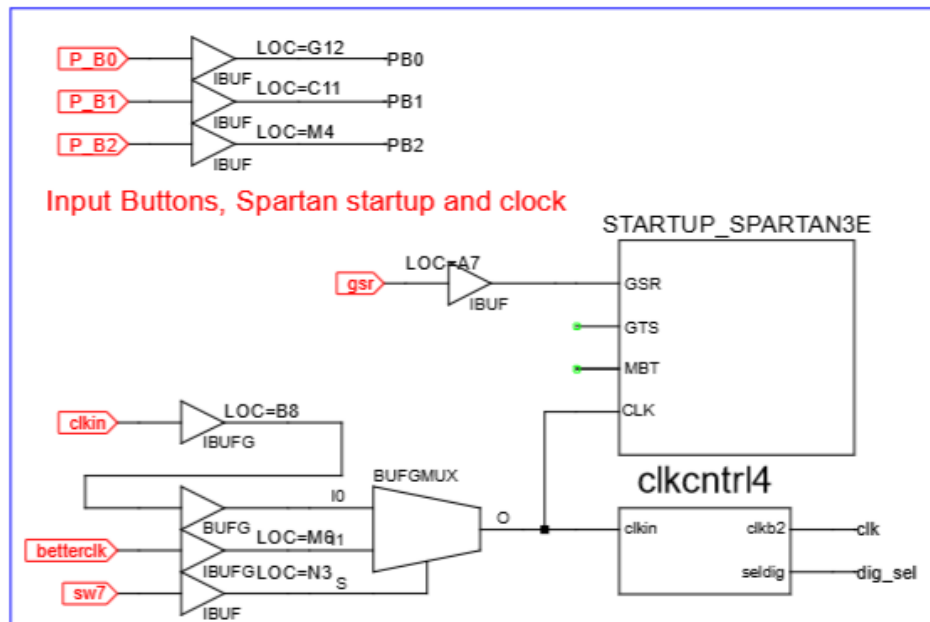 P_B0 LOC=G12 IBUF PB0
P_B1 LOC=C11 IBUF PB1
P_B2 LOC=M4 IBUF PB2
Input Buttons, Spartan startup and clock
STARTUP_SPARTAN3E
gsr LOC=A7 IBUF GSR
GTS
MBT
CLK
clkin LOC=B8 IBUFG
BUFGMUX
clkcntrl4
BUFG I0
O
clkin clkb2 clk
betterclk LOC=M6 I1 IBUFG
seldig dig_sel
sw7 LOC=N3 S IBUF